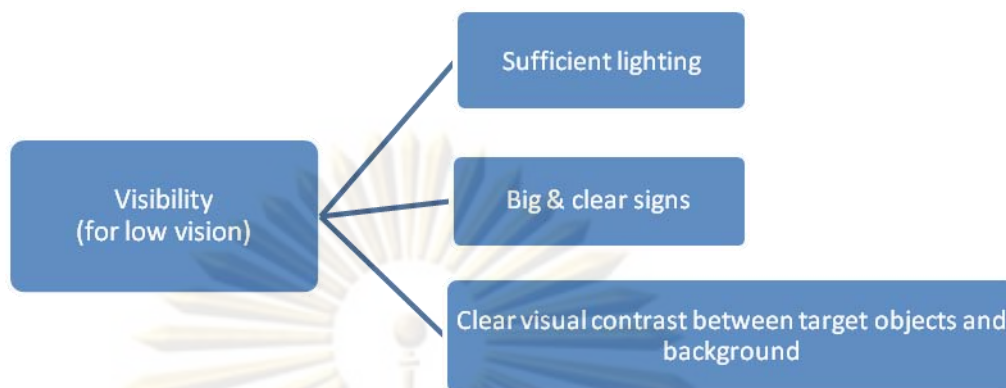 Sufficient lighting
Visibility
(for low vision)
Big & clear signs
Clear visual contrast between target objects and
background